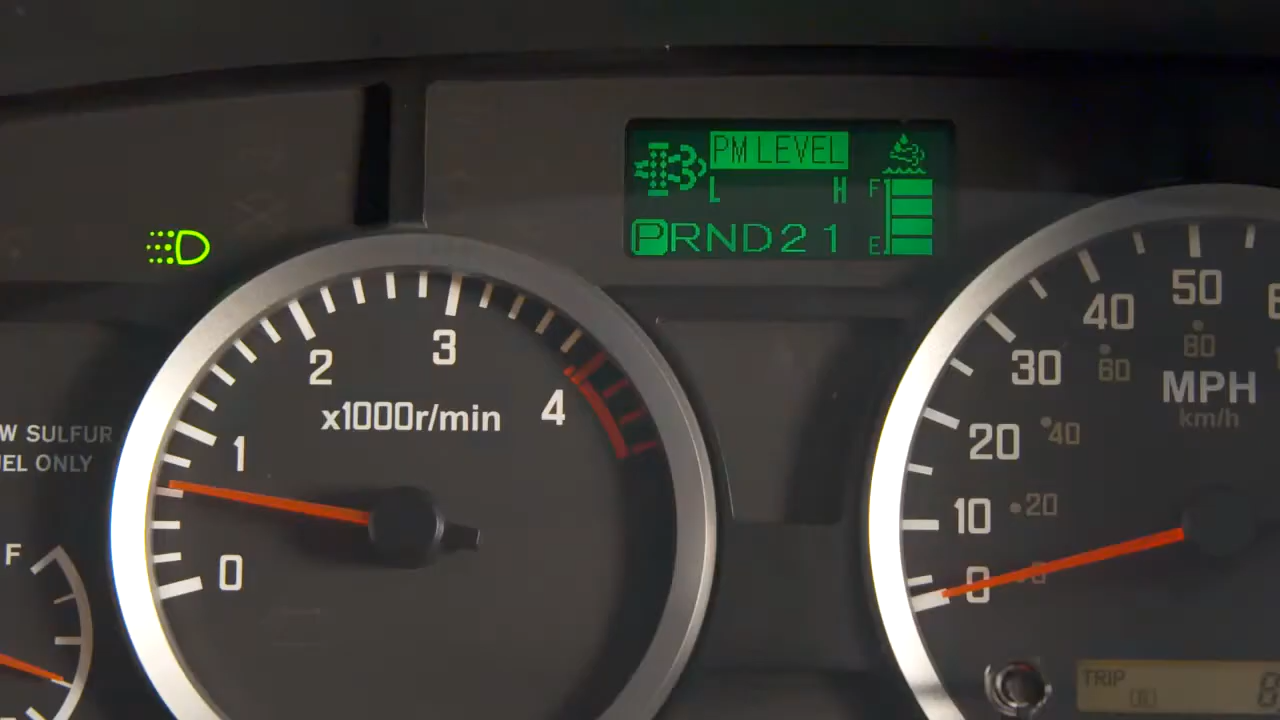 PM LEVEL
L H
F
PRND21
E
W SULFUR
EL ONLY
F
0
1
2
3
4
x1000r/min
0
10
20
30
40
50
20
40
60
80
MPH
km/h
TRIP